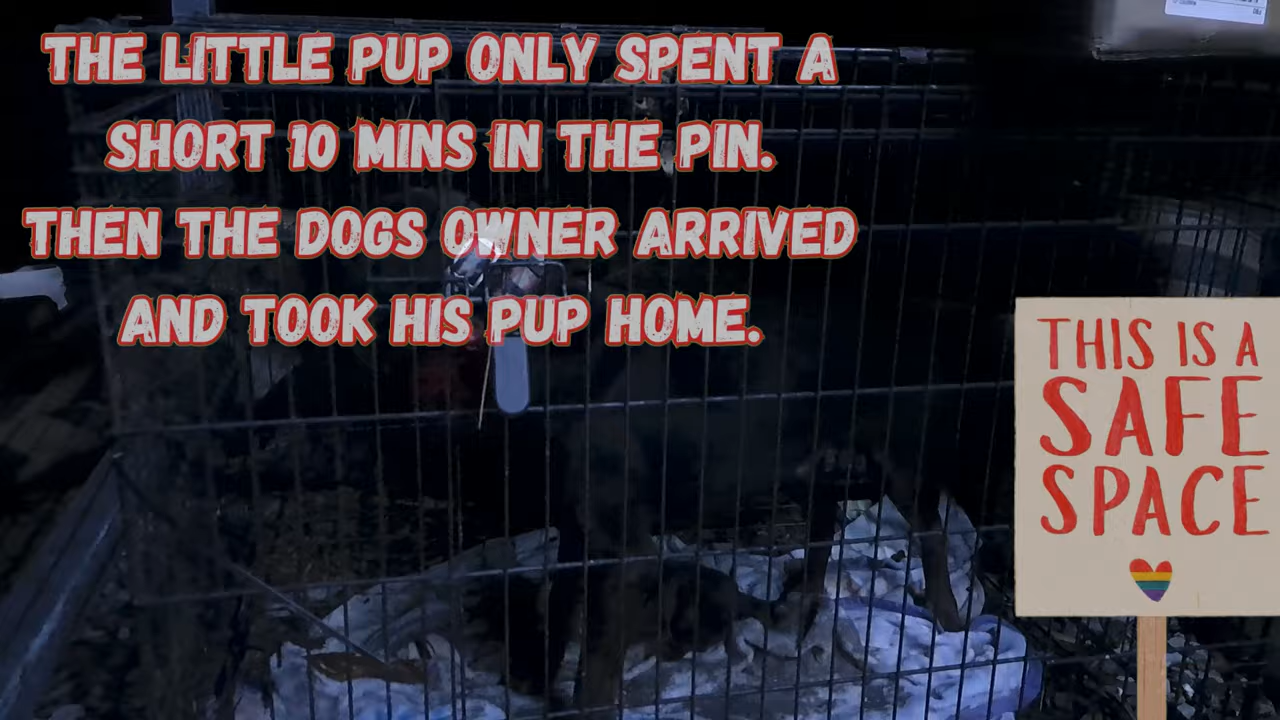 THE LITTLE PUP ONLY SPENT A
SHORT 10 MINS IN THE PIN.
THEN THE DOGS OWNER ARRIVED
AND TOOK HIS PUP HOME.
THIS IS A
SAFE
SPACE